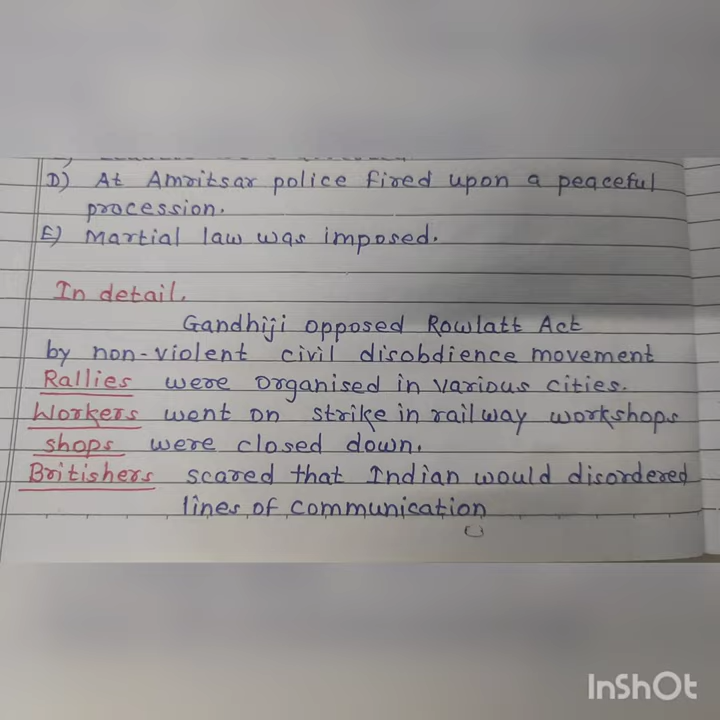 D) At Amritsar police fired upon a peaceful
procession.
E) Martial law was imposed.
In detail.
Gandhiji opposed Rowlatt Act
by non-violent civil disobdience movement
Rallies were organised in various cities.
Workers went on strike in railway workshops
shops were closed down.
Britishers scared that Indian would disordered
lines of communication
InShOt